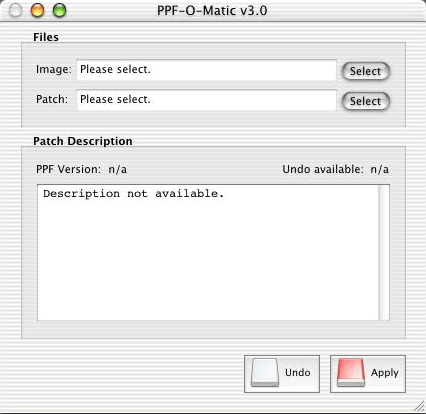 PPF-O-Matic v3.0
Files
Image: Please select. Select
Patch: Please select. Select
Patch Description
PPF Version: n/a Undo available: n/a
Description not available.
Undo Apply